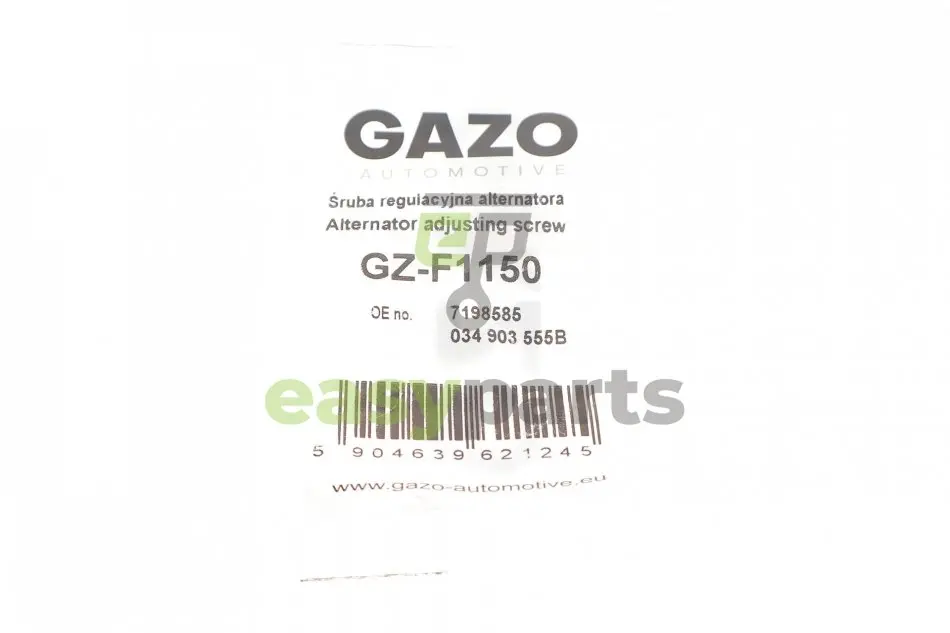 GAZO
AUTOMOTIVE
Śruba regulacyjna alternatora
Alternator adjusting screw
GZ-F1150
OE no. 7198585
034 903 555B
easyparts
5 904639 621245
www.gazo-automotive.eu